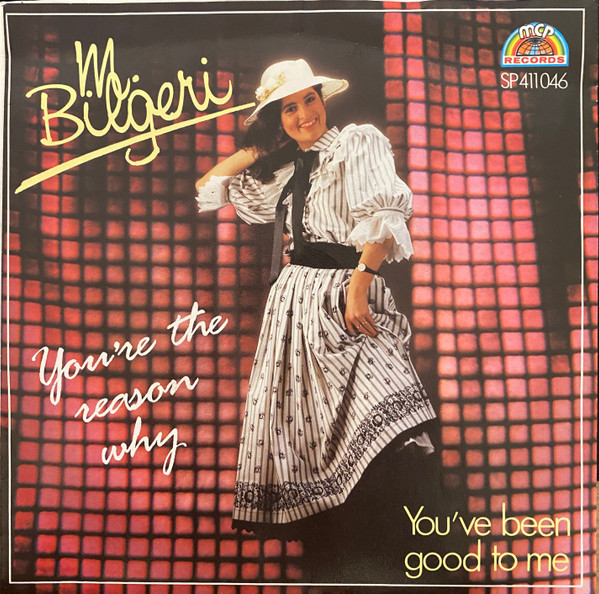 M. Bilgeri
mcp
RECORDS
SP 411 046
You're the
reason
why
You've been
good to me